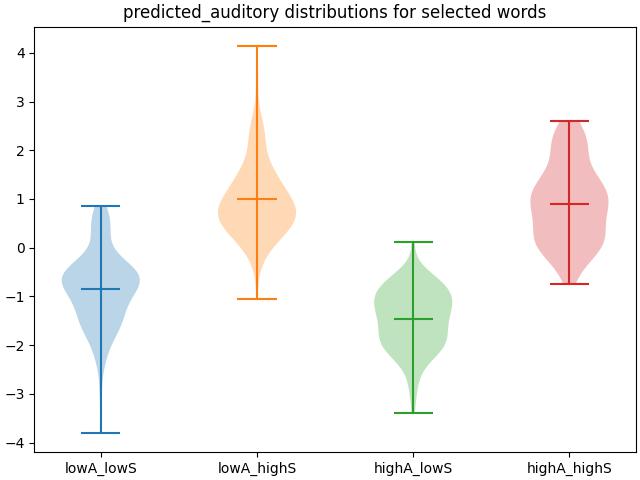 predicted_auditory distributions for selected words
4
3
2
1
0
−1
−2
−3
−4
lowA_lowS
lowA_highS
highA_lowS
highA_highS